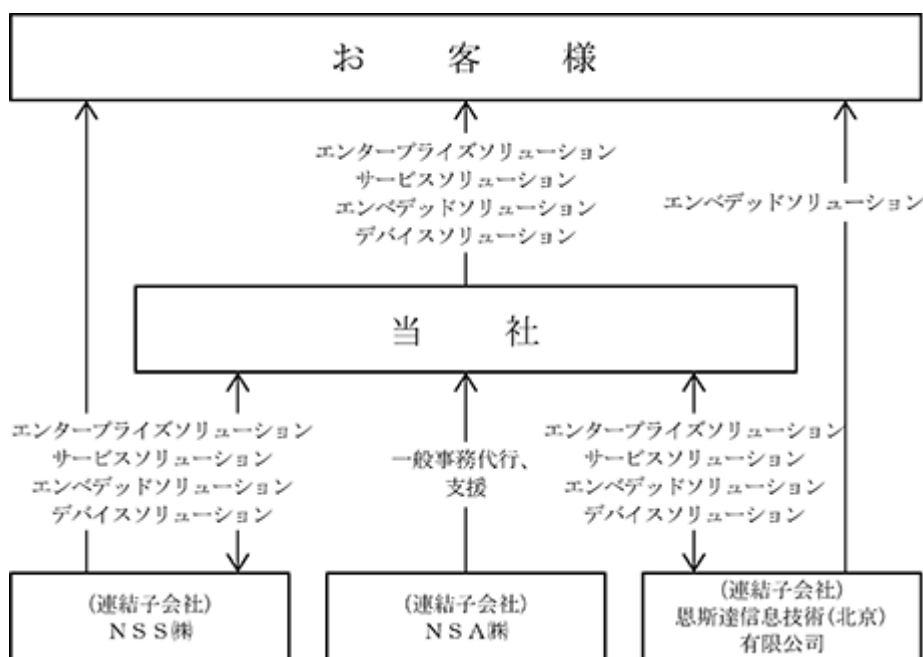 お客様
エンタープライズソリューション
サービスソリューション
エンベデッドソリューション
デバイスソリューション
エンベデッドソリューション
当社
エンタープライズソリューション
サービスソリューション
エンベデッドソリューション
デバイスソリューション
一般事務代行、
支援
エンタープライズソリューション
サービスソリューション
エンベデッドソリューション
デバイスソリューション
(連結子会社)
ＮＳＳ㈱
(連結子会社)
ＮＳＡ㈱
(連結子会社)
恩斯達信息技術(北京)
有限公司